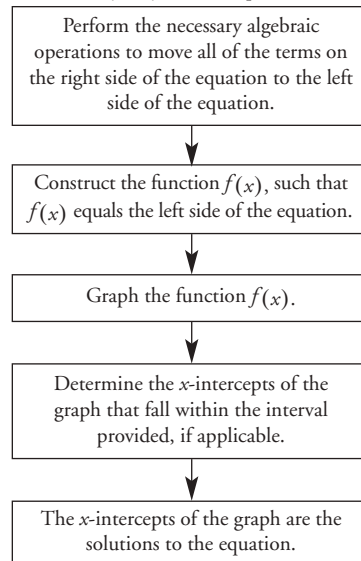 Perform the necessary algebraic
operations to move all of the terms on
the right side of the equation to the left
side of the equation.
Construct the function f(x), such that
f(x) equals the left side of the equation.
Graph the function f(x).
Determine the x-intercepts of the
graph that fall within the interval
provided, if applicable.
The x-intercepts of the graph are the
solutions to the equation.